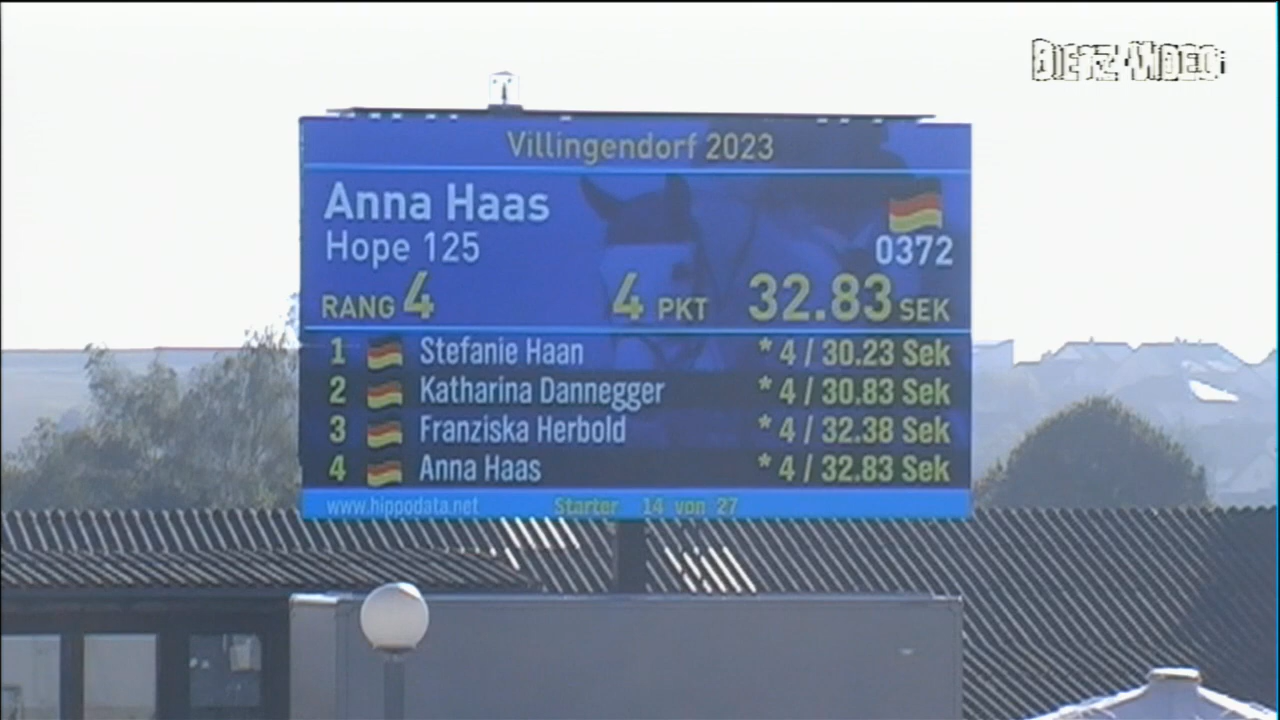 Villingendorf 2023
Anna Haas
Hope 125
0372
RANG 4 4 PKT 32.83 SEK
1 Stefanie Haan * 4 / 30.23 Sek
2 Katharina Dannegger * 4 / 30.83 Sek
3 Franziska Herbold * 4 / 32.38 Sek
4 Anna Haas * 4 / 32.83 Sek
www.hippodata.net Starter 14 von 27